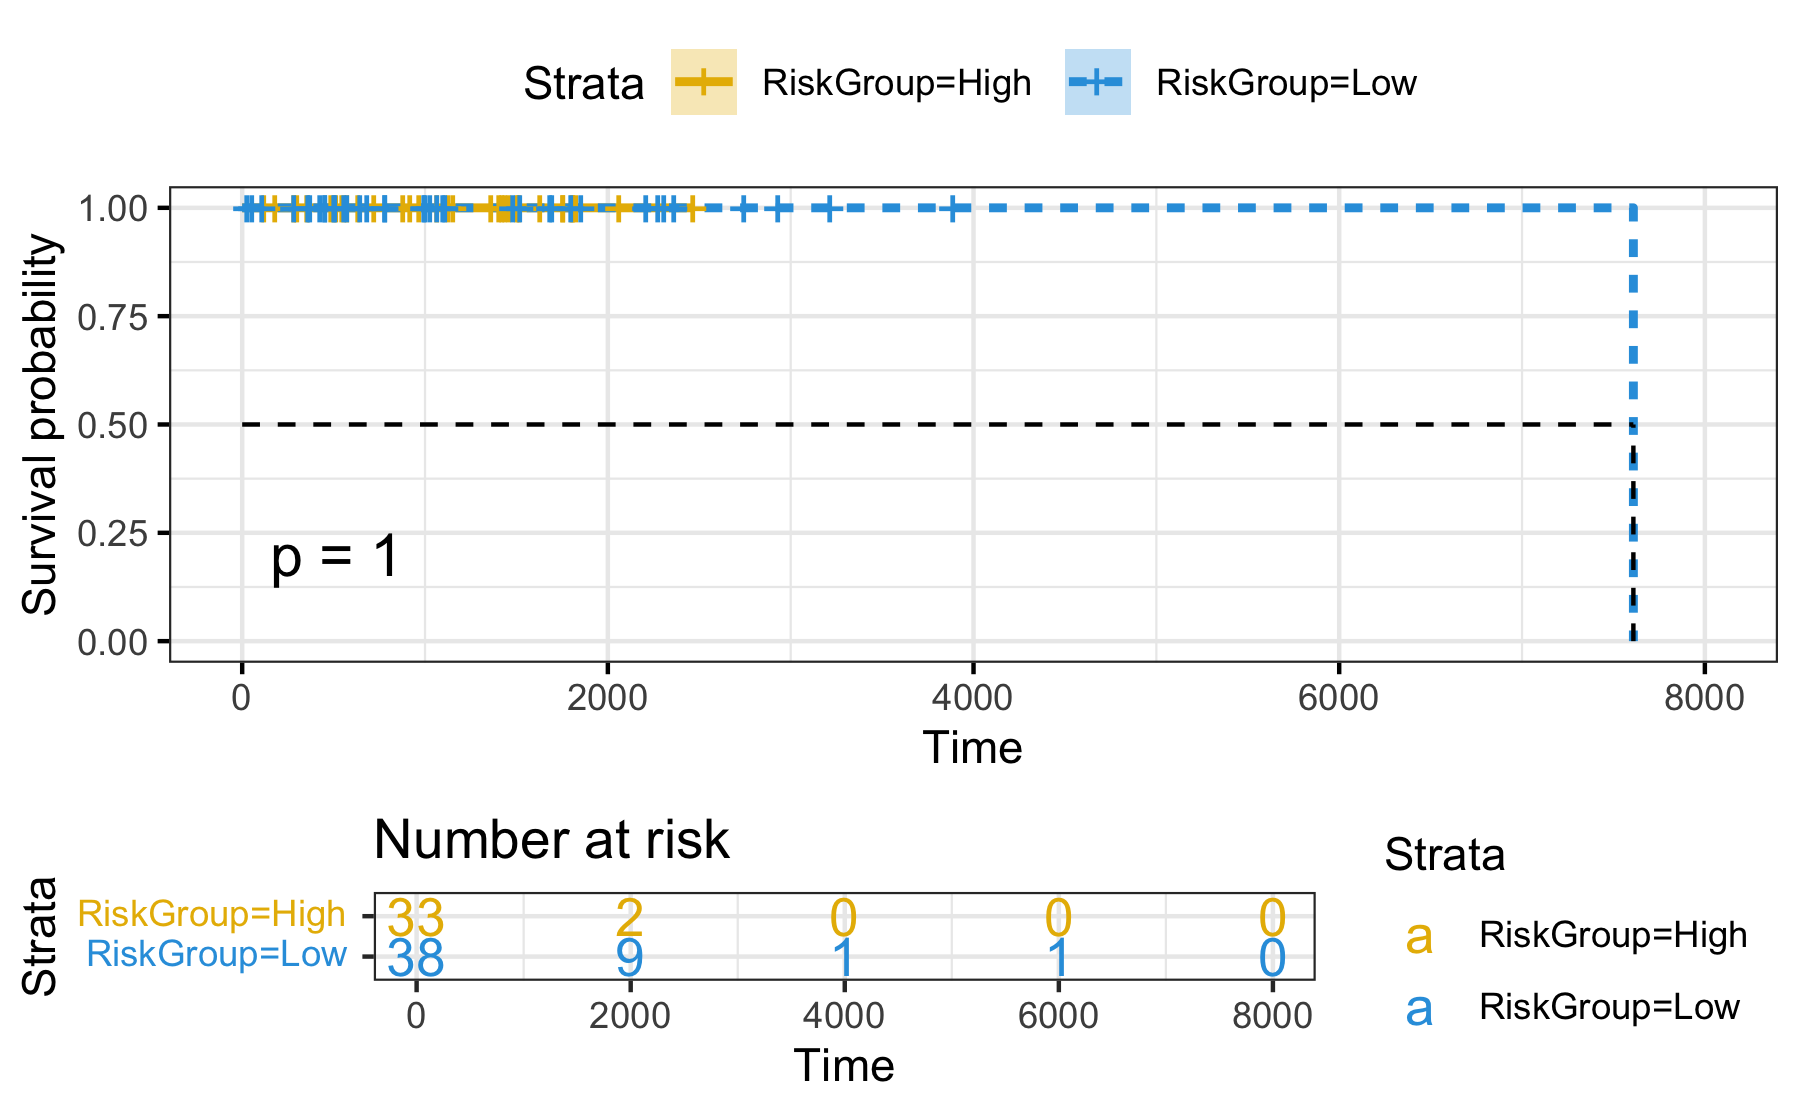 Strata RiskGroup=High RiskGroup=Low
1.00
0.75
0.50
0.25
0.00
Survival probability
p = 1
0 2000 4000 6000 8000
Time
Number at risk
Strata
RiskGroup=High 33 2 0 0 0
RiskGroup=Low 38 9 1 1 0
0 2000 4000 6000 8000
Time
Strata
a RiskGroup=High
a RiskGroup=Low